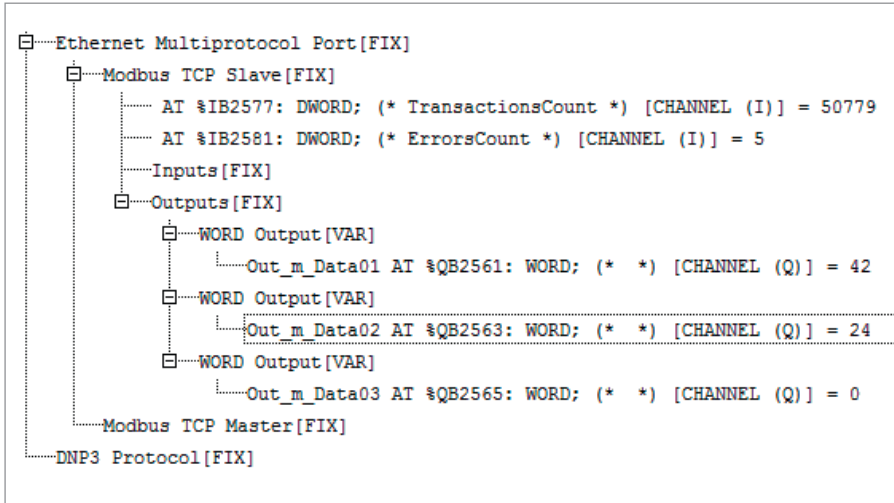 Ethernet Multiprotocol Port[FIX]
Modbus TCP Slave[FIX]
AT %IB2577: DWORD; (* TransactionsCount *) [CHANNEL (I)] = 50779
AT %IB2581: DWORD; (* ErrorsCount *) [CHANNEL (I)] = 5
Inputs[FIX]
Outputs[FIX]
WORD Output[VAR]
Out_m_Data01 AT %QB2561: WORD; (*  *) [CHANNEL (Q)] = 42
WORD Output[VAR]
Out_m_Data02 AT %QB2563: WORD; (*  *) [CHANNEL (Q)] = 24
WORD Output[VAR]
Out_m_Data03 AT %QB2565: WORD; (*  *) [CHANNEL (Q)] = 0
Modbus TCP Master[FIX]
DNP3 Protocol[FIX]